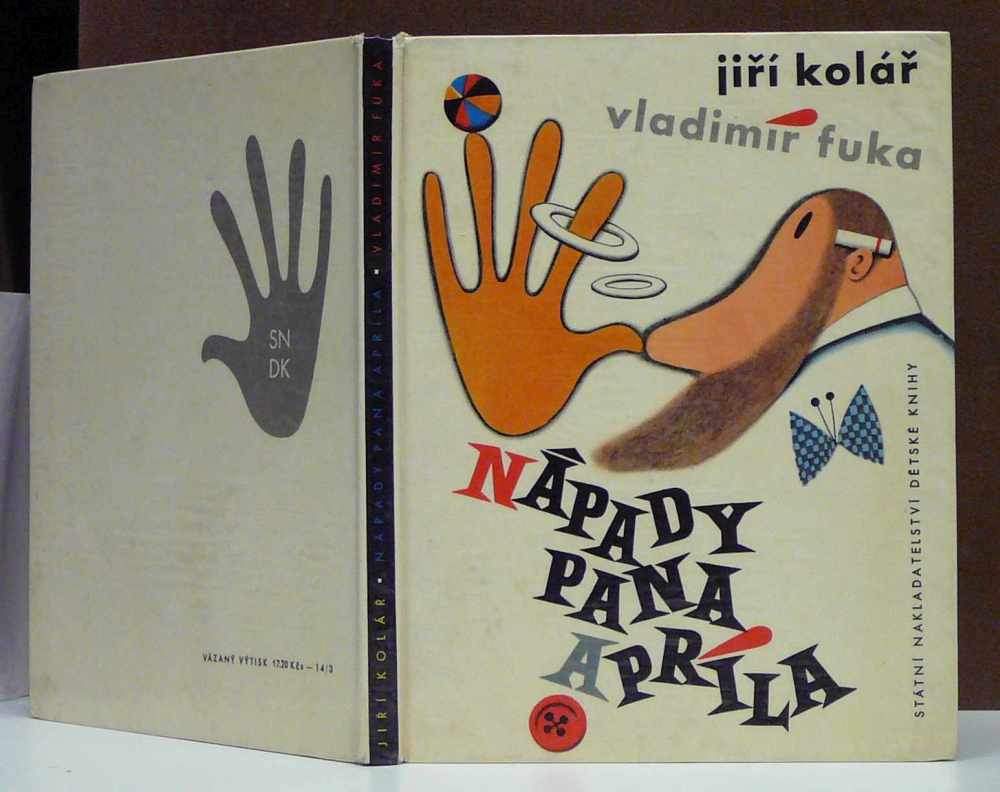 jiří kolář
vladimír fuka
NÁPADY
PANA
APRÍLA
STÁTNÍ NAKLADATELSTVÍ DĚTSKÉ KNIHY
JIŘÍ KOLÁŘ • NÁPADY PANA APRÍLA • VLADIMÍR FUKA
SN
DK
VÁZANÝ VÝTISK 17.20 Kčs — 14/3